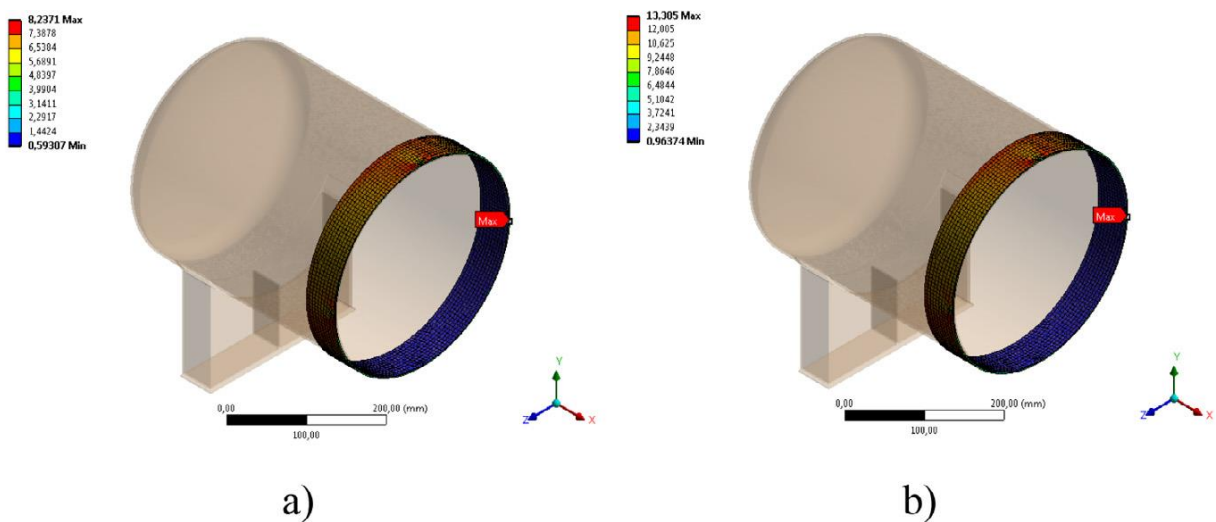 8,2371 Max
7,3878
6,5384
5,6891
4,8397
3,9904
3,1411
2,2917
1,4424
0,59307 Min
Max
Y
Z
X
0,00
200,00 (mm)
100,00
a)
13,305 Max
12,005
10,625
9,2448
7,8646
6,4844
5,1042
3,7241
2,3439
0,96374 Min
Max
Y
Z
X
0,00
200,00 (mm)
100,00
b)